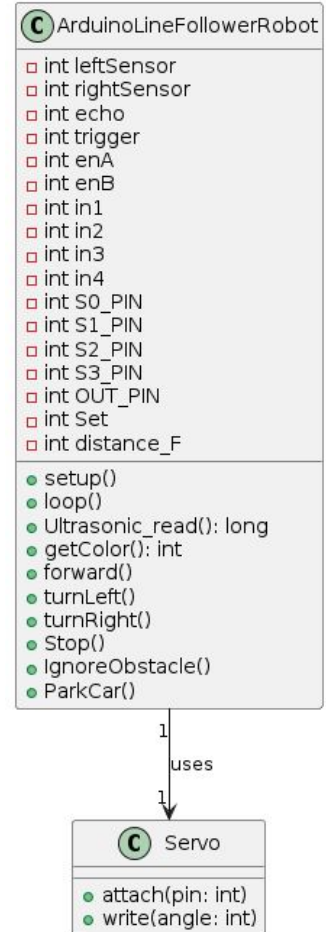 C ArduinoLineFollowerRobot
int leftSensor
int rightSensor
int echo
int trigger
int enA
int enB
int in1
int in2
int in3
int in4
int S0_PIN
int S1_PIN
int S2_PIN
int S3_PIN
int OUT_PIN
int Set
int distance_F
setup()
loop()
Ultrasonic_read(): long
getColor(): int
forward()
turnLeft()
turnRight()
Stop()
IgnoreObstacle()
ParkCar()
1
uses
1
C Servo
attach(pin: int)
write(angle: int)